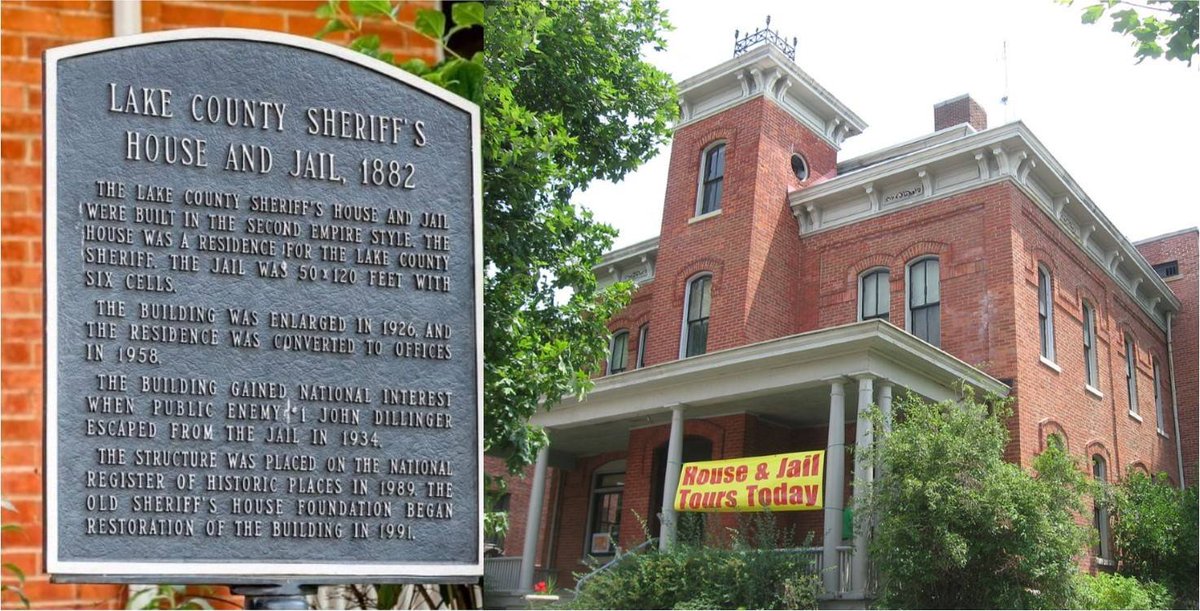 LAKE COUNTY SHERIFF'S
HOUSE AND JAIL, 1882
THE LAKE COUNTY SHERIFF'S HOUSE AND JAIL
WERE BUILT IN THE SECOND EMPIRE STYLE. THE
HOUSE WAS A RESIDENCE FOR THE LAKE COUNTY
SHERIFF. THE JAIL WAS 50x120 FEET WITH
SIX CELLS.
THE BUILDING WAS ENLARGED IN 1926, AND
THE RESIDENCE WAS CONVERTED TO OFFICES
IN 1958.
THE BUILDING GAINED NATIONAL INTEREST
WHEN PUBLIC ENEMY #1 JOHN DILLINGER
ESCAPED FROM THE JAIL IN 1934.
THE STRUCTURE WAS PLACED ON THE NATIONAL
REGISTER OF HISTORIC PLACES IN 1989. THE
OLD SHERIFF'S HOUSE FOUNDATION BEGAN
RESTORATION OF THE BUILDING IN 1991.
House & Jail
Tours Today